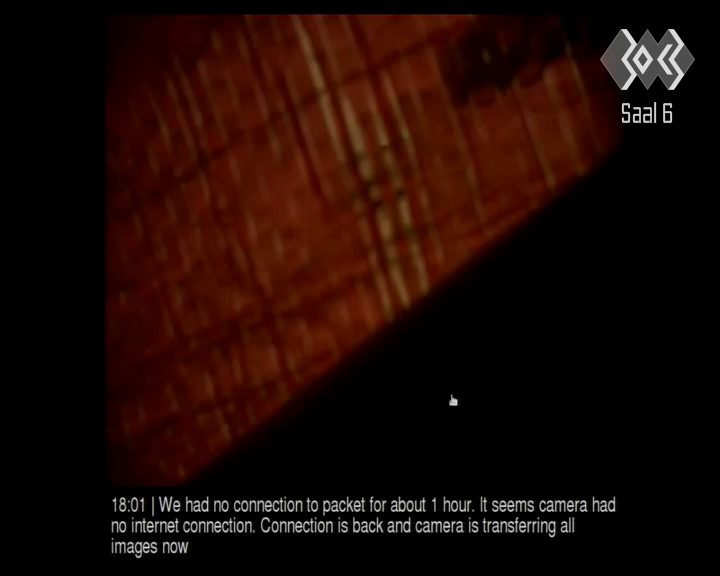 Saal 6
18:01 | We had no connection to packet for about 1 hour. It seems camera had
no internet connection. Connection is back and camera is transferring all
images now